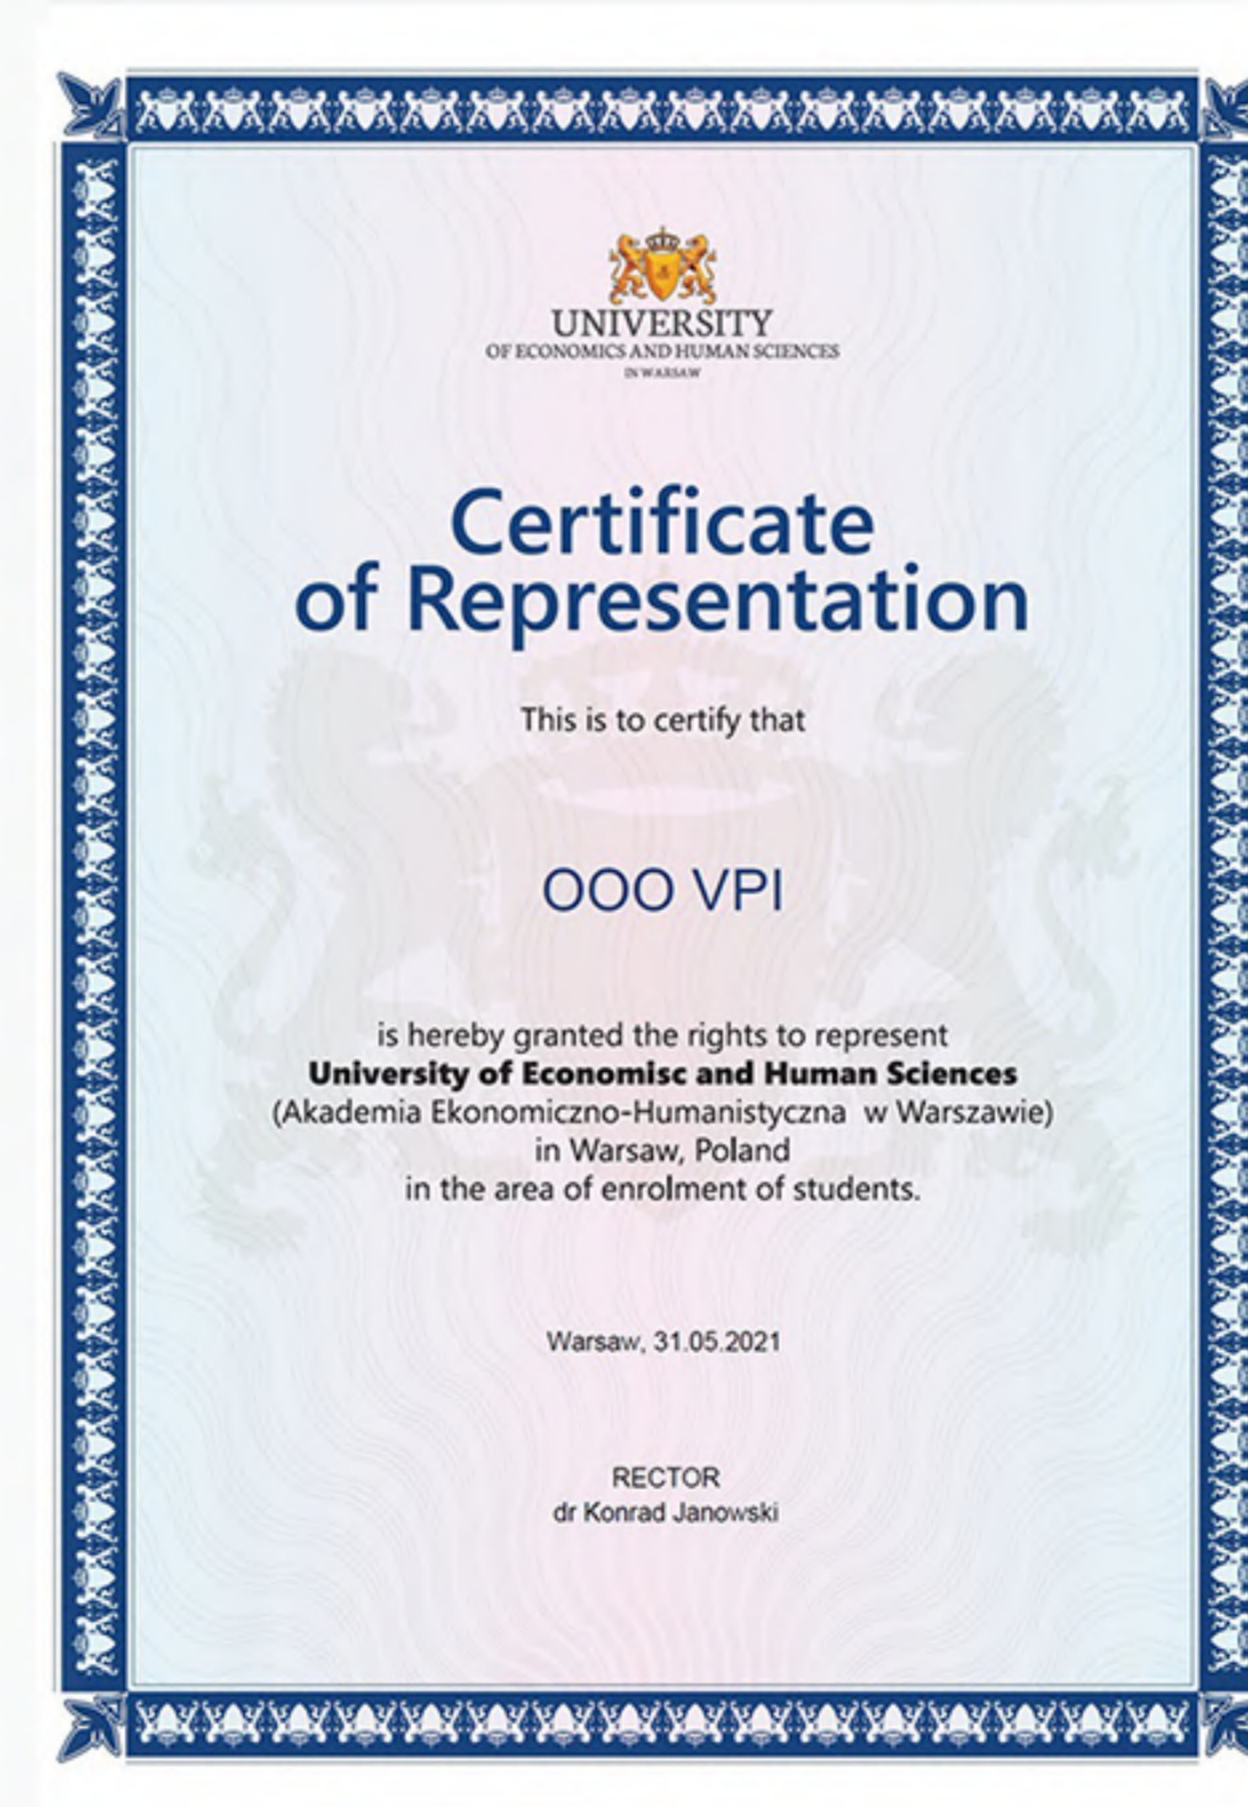 UNIVERSITY
OF ECONOMICS AND HUMAN SCIENCES
IN WARSAW
Certificate
of Representation
This is to certify that
OOO VPI
is hereby granted the rights to represent
University of Economisc and Human Sciences
(Akademia Ekonomiczno-Humanistyczna w Warszawie)
in Warsaw, Poland
in the area of enrolment of students.
Warsaw, 31.05.2021
RECTOR
dr Konrad Janowski